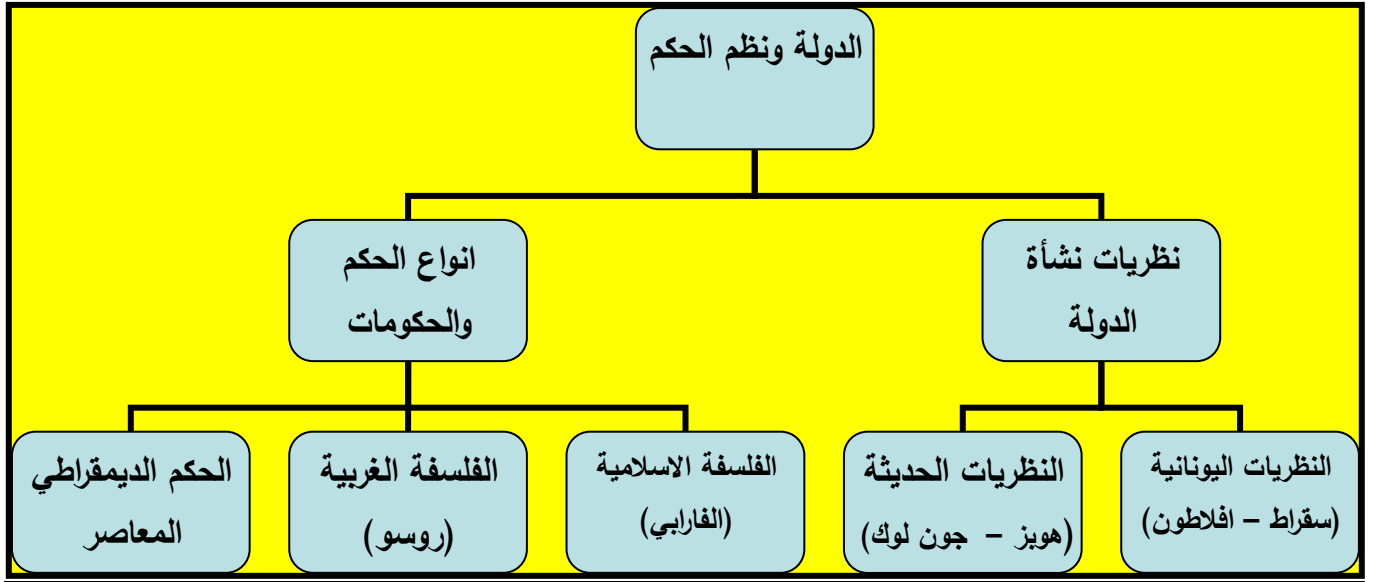 الدولة ونظم الحكم
نظريات نشأة
الدولة
انواع الحكم
والحكومات
النظريات اليونانية
(سقراط – افلاطون)
النظريات الحديثة
(هوبز – جون لوك)
الفلسفة الاسلامية
(الفارابي)
الفلسفة الغربية
(روسو)
الحكم الديمقراطي
المعاصر